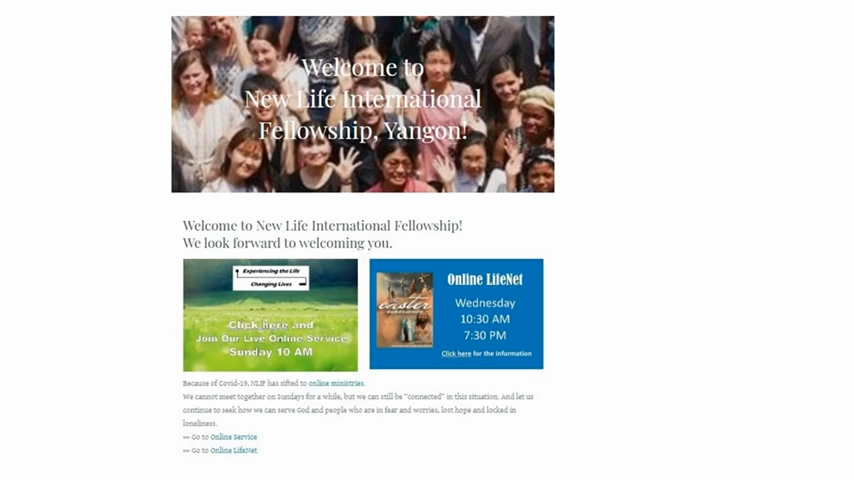 Welcome to
New Life International
Fellowship, Yangon!
Welcome to New Life International Fellowship!
We look forward to welcoming you.
Experiencing the Life
Changing Lives
Click here and
Join Our Live Online Service
Sunday 10 AM
easter
experience
Online LifeNet
Wednesday
10:30 AM
7:30 PM
Click here for the information
Because of Covid-19, NLIF has sifted to online ministries.
We cannot meet together on Sundays for a while, but we can still be "connected" in this situation. And let us
continue to seek how we can serve God and people who are in fear and worries, lost hope and locked in
loneliness.
»» Go to Online Service
»» Go to Online LifeNet